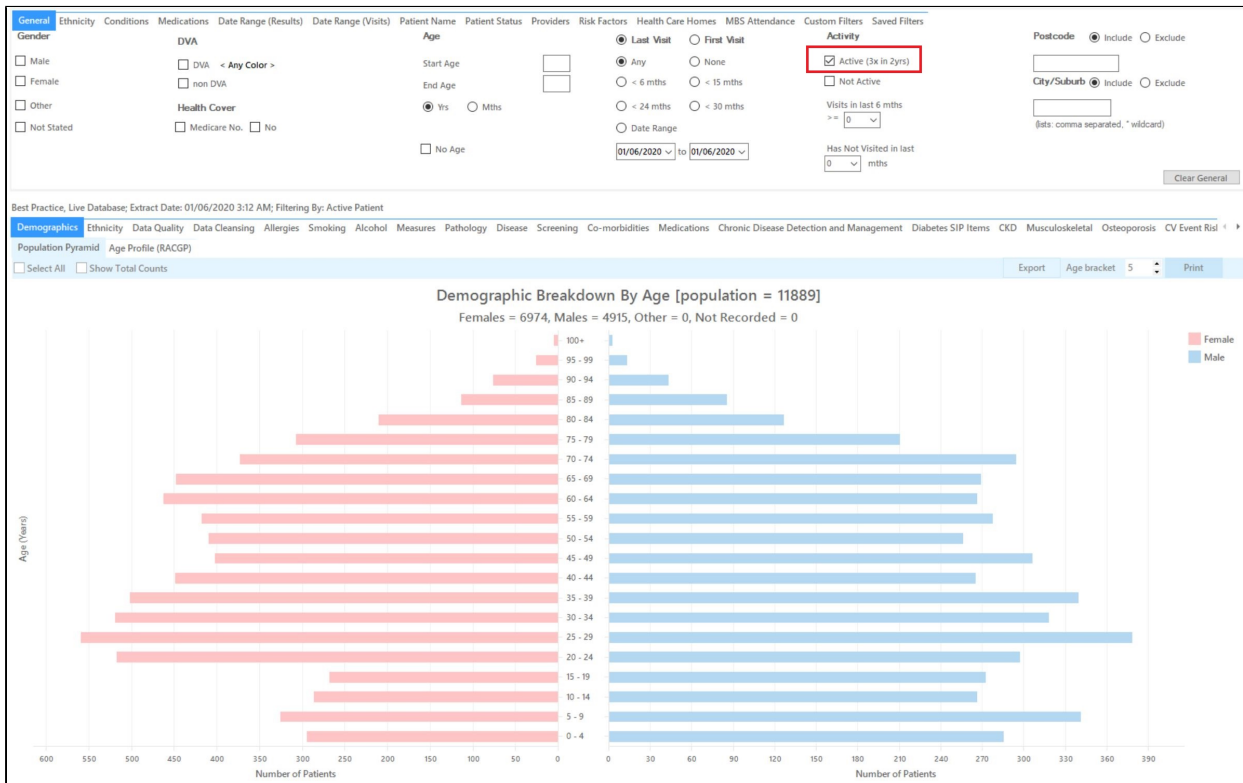 General Ethnicity Conditions Medications Date Range (Results) Date Range (Visits) Patient Name Patient Status Providers Risk Factors Health Care Homes MBS Attendance Custom Filters Saved Filters
Gender
Male
Female
Other
Not Stated
DVA
DVA < Any Color >
non DVA
Health Cover
Medicare No. No
Age
Start Age
End Age
Yrs Mths
No Age
Last Visit First Visit
Any None
< 6 mths < 15 mths
< 24 mths < 30 mths
Date Range
01/06/2020 to 01/06/2020
Activity
Active (3x in 2yrs)
Not Active
Visits in last 6 mths
>= 0
Has Not Visited in last
0 mths
Postcode Include Exclude
City/Suburb Include Exclude
(lists: comma separated, * wildcard)
Clear General
Best Practice, Live Database; Extract Date: 01/06/2020 3:12 AM; Filtering By: Active Patient
Demographics Ethnicity Data Quality Data Cleansing Allergies Smoking Alcohol Measures Pathology Disease Screening Co-morbidities Medications Chronic Disease Detection and Management Diabetes SIP Items CKD Musculoskeletal Osteoporosis CV Event Risl
Population Pyramid Age Profile (RACGP)
Select All Show Total Counts Export Age bracket 5 Print
Demographic Breakdown By Age [population = 11889]
Females = 6974, Males = 4915, Other = 0, Not Recorded = 0
Female
Male
Age (Years)
100+
95 - 99
90 - 94
85 - 89
80 - 84
75 - 79
70 - 74
65 - 69
60 - 64
55 - 59
50 - 54
45 - 49
40 - 44
35 - 39
30 - 34
25 - 29
20 - 24
15 - 19
10 - 14
5 - 9
0 - 4
600 550 500 450 400 350 300 250 200 150 100 50 0
0 30 60 90 120 150 180 210 240 270 300 330 360 390
Number of Patients
Number of Patients